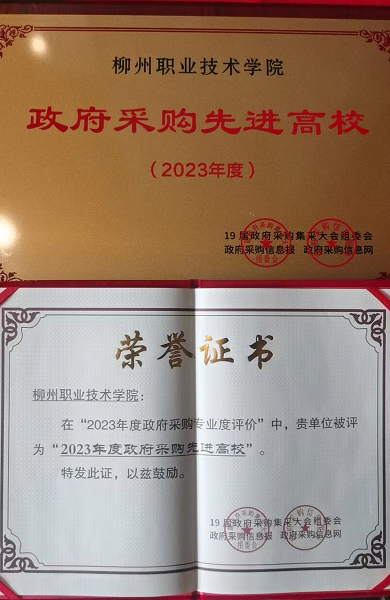 柳州职业技术学院
政府采购先进高校
（2023年度）
19届政府采购集采大会组委会
政府采购信息报 政府采购信息网
荣誉证书
柳州职业技术学院：
在“2023年度政府采购专业度评价”中，贵单位被评
为“2023年度政府采购先进高校”。
特发此证，以兹鼓励。
19届政府采购集采大会组委会
政府采购信息报 政府采购信息网